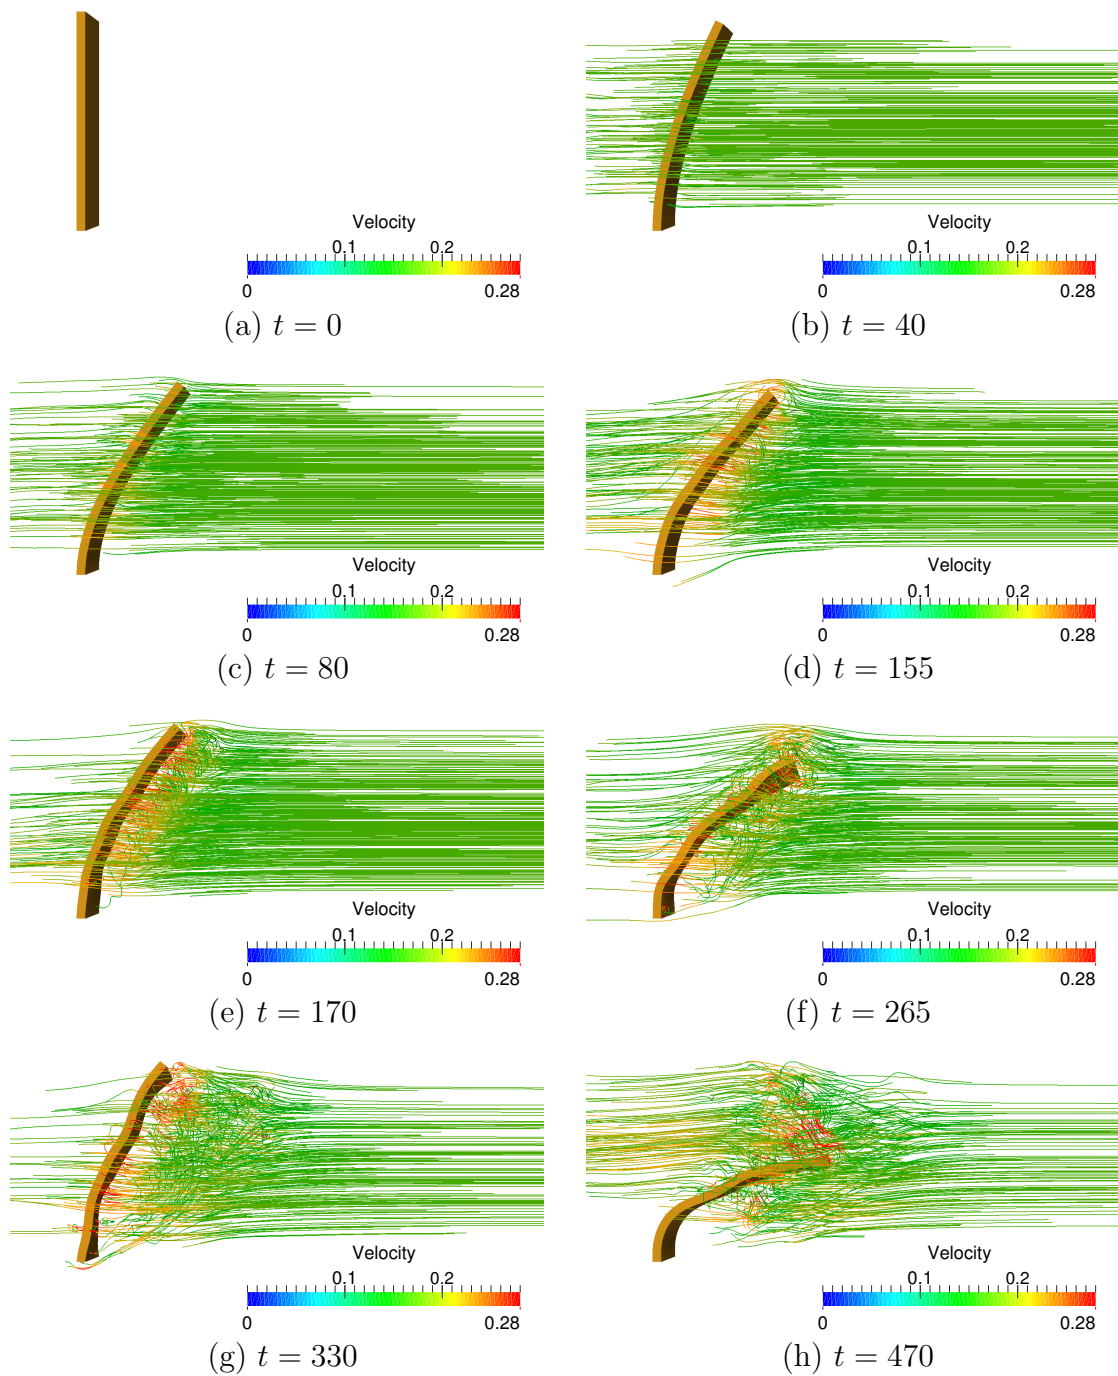 Velocity
0.1 0.2
0 0.28
(a) t = 0
Velocity
0.1 0.2
0 0.28
(b) t = 40
Velocity
0.1 0.2
0 0.28
(c) t = 80
Velocity
0.1 0.2
0 0.28
(d) t = 155
Velocity
0.1 0.2
0 0.28
(e) t = 170
Velocity
0.1 0.2
0 0.28
(f) t = 265
Velocity
0.1 0.2
0 0.28
(g) t = 330
Velocity
0.1 0.2
0 0.28
(h) t = 470